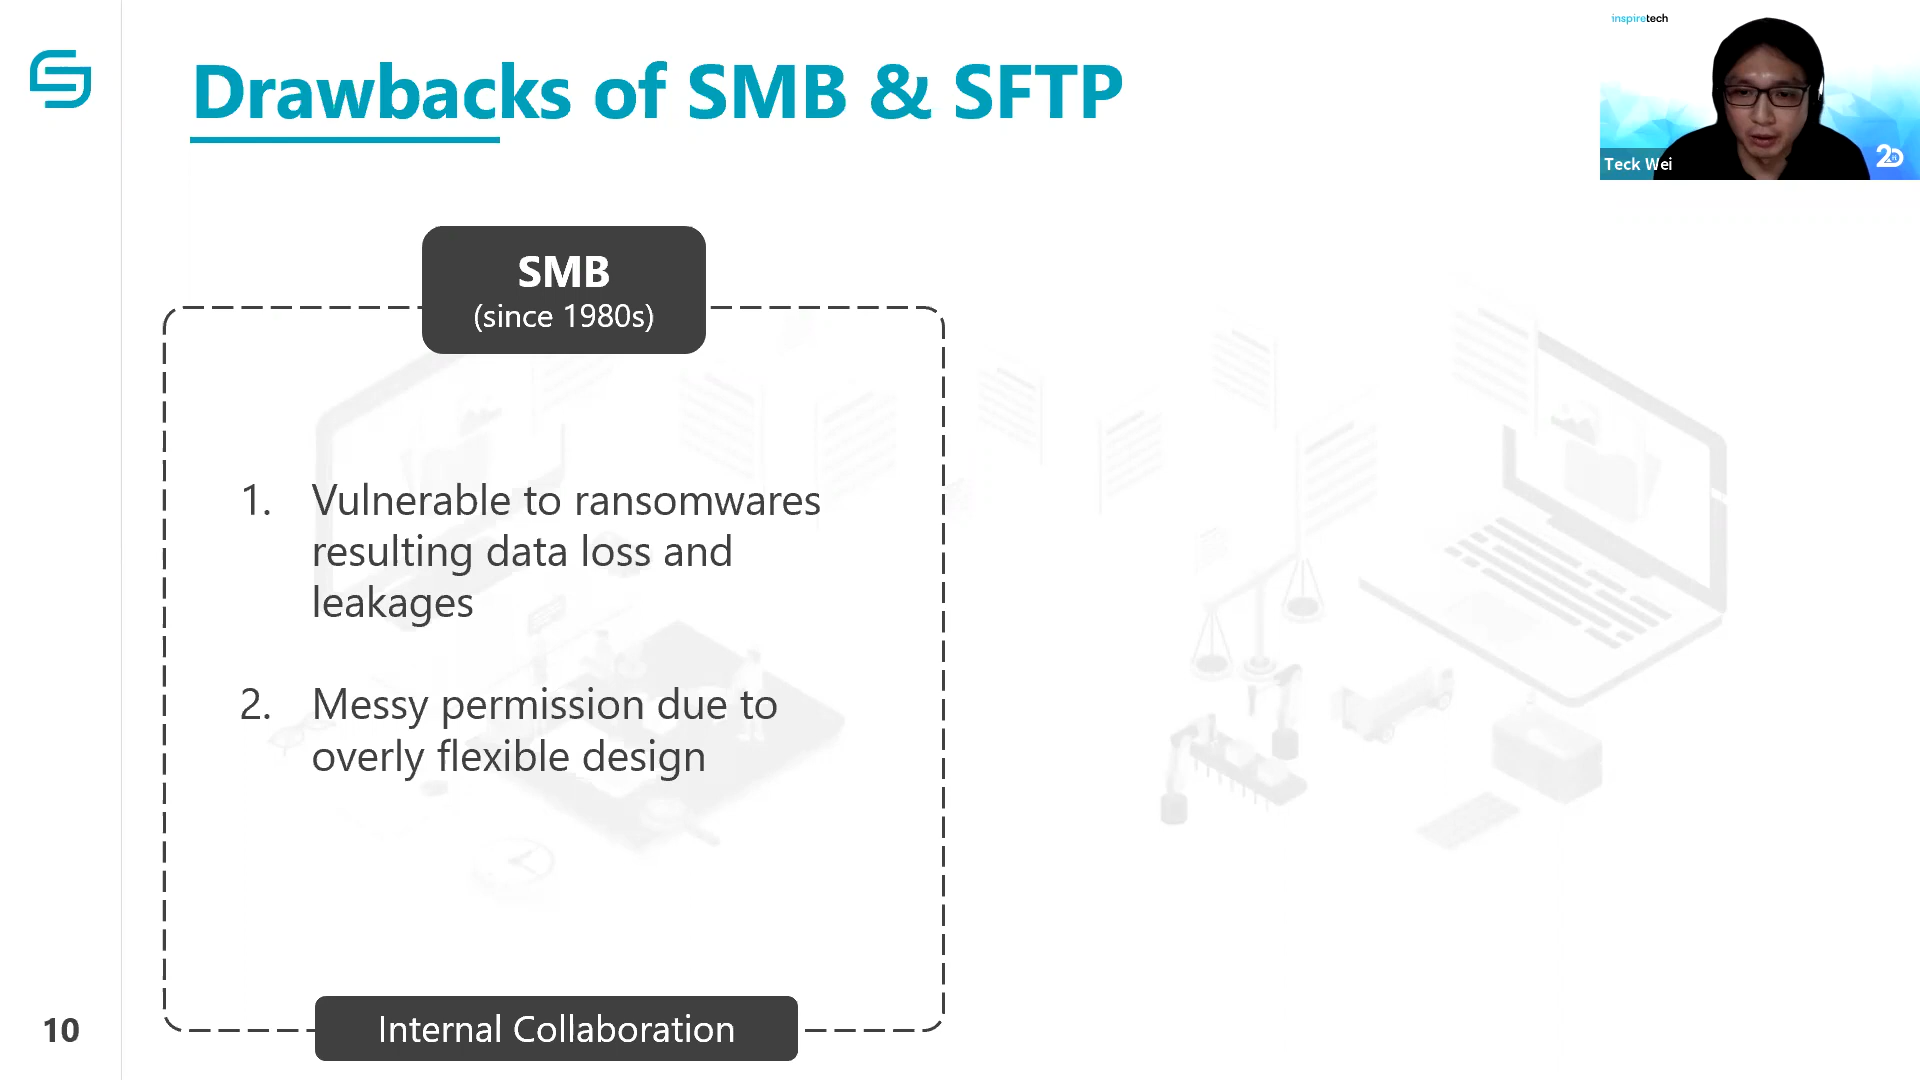 Drawbacks of SMB & SFTP
inspiretech
Teck Wei
SMB
(since 1980s)
1. Vulnerable to ransomwares
resulting data loss and
leakages
2. Messy permission due to
overly flexible design
Internal Collaboration
10